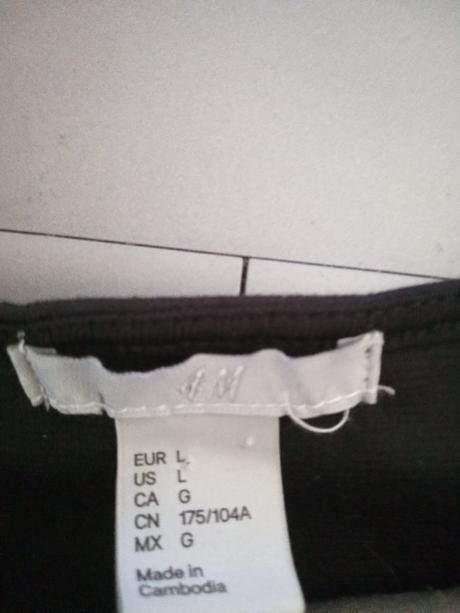 H&M
EUR L
US L
CA G
CN 175/104A
MX G
Made in
Cambodia